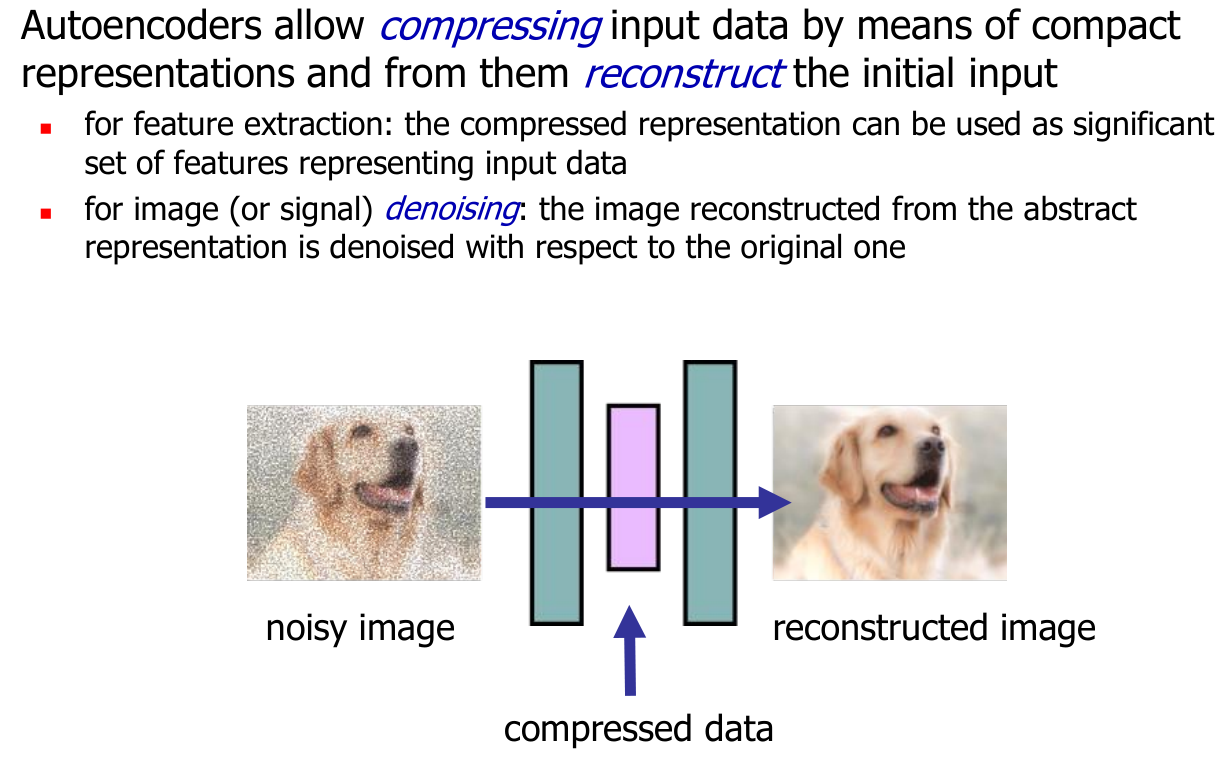 Autoencoders allow compressing input data by means of compact
representations and from them reconstruct the initial input
for feature extraction: the compressed representation can be used as significant
set of features representing input data
for image (or signal) denoising: the image reconstructed from the abstract
representation is denoised with respect to the original one
noisy image
reconstructed image
compressed data